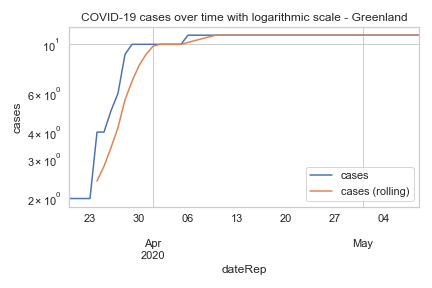 COVID-19 cases over time with logarithmic scale - Greenland
cases
10¹
6 × 10⁰
4 × 10⁰
3 × 10⁰
2 × 10⁰
cases
cases (rolling)
23 30 06 13 20 27 04
Apr May
2020
dateRep